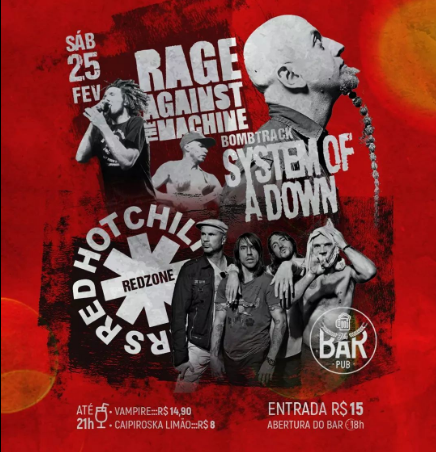 SÁB
25
FEV
RAGE
AGAINST
THE MACHINE
BOMBTRACK
SYSTEM OF
A DOWN
RED HOT CHILI
RS
REDZONE
BAR
PUB
ATÉ
21h
- VAMPIRE:::R$ 14,90
- CAIPIROSKA LIMÃO:::R$ 8
ENTRADA R$ 15
ABERTURA DO BAR 18h